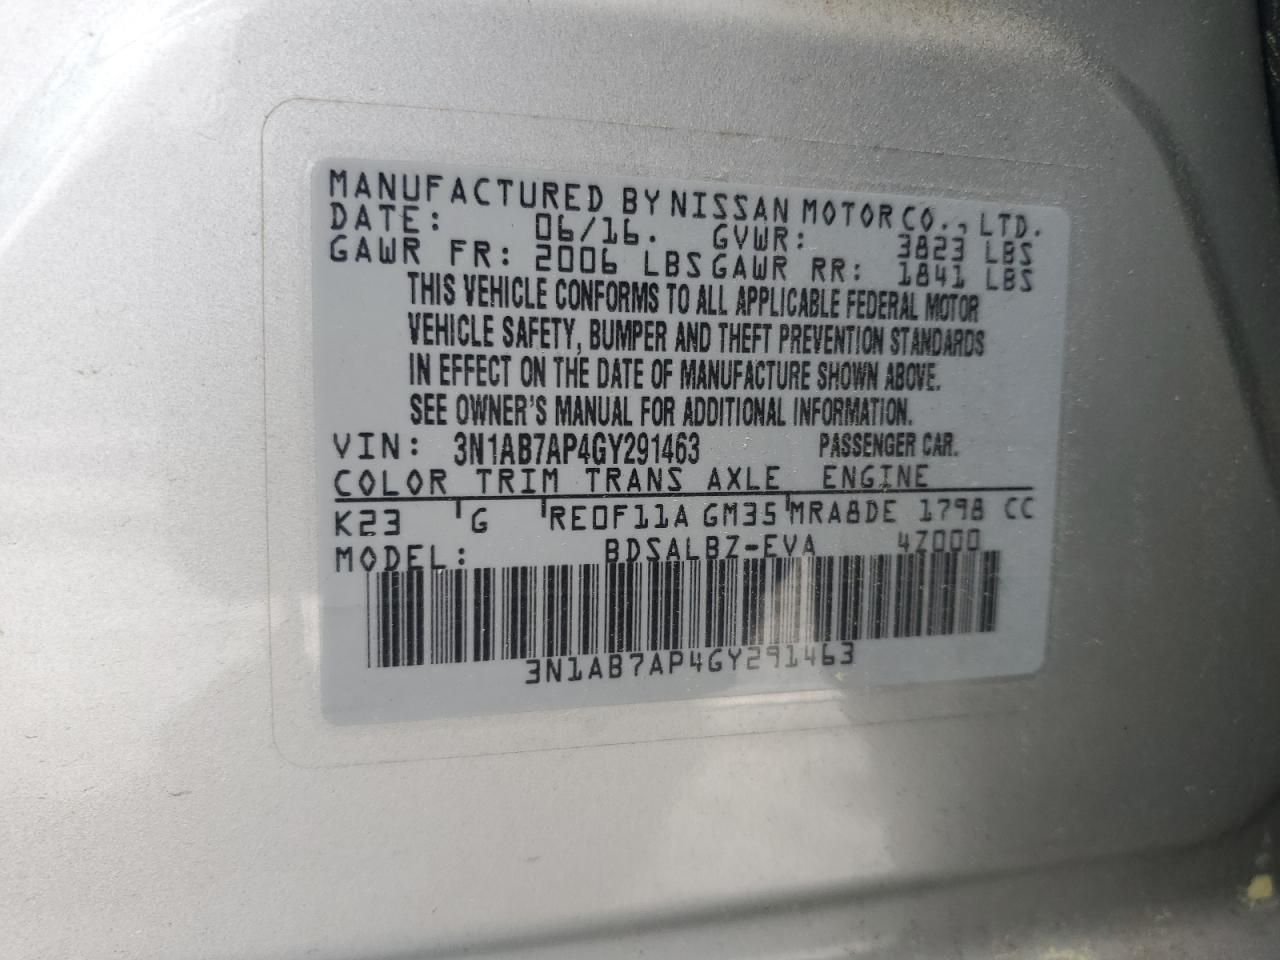 MANUFACTURED BY NISSAN MOTOR CO., LTD.
DATE: 06/16. GVWR: 3823 LBS
GAWR FR: 2006 LBS GAWR RR: 1841 LBS
THIS VEHICLE CONFORMS TO ALL APPLICABLE FEDERAL MOTOR
VEHICLE SAFETY, BUMPER AND THEFT PREVENTION STANDARDS
IN EFFECT ON THE DATE OF MANUFACTURE SHOWN ABOVE.
SEE OWNER'S MANUAL FOR ADDITIONAL INFORMATION.
VIN: 3N1AB7AP4GY291463 PASSENGER CAR.
COLOR TRIM TRANS AXLE ENGINE
K23 G RE0F11A GM35 MRA8DE 1798 CC
MODEL: BDSALBZ-EVA 4Z000
3N1AB7AP4GY291463